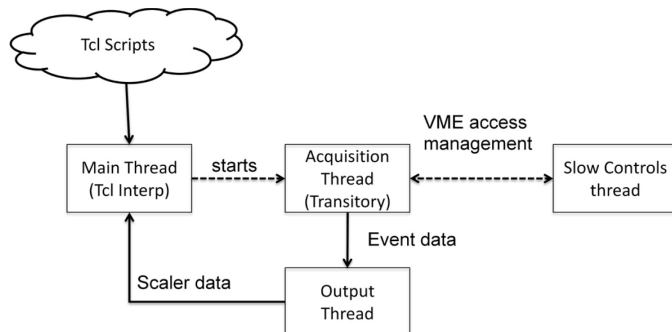 Tcl Scripts
VME access
management
Main Thread
(Tcl Interp)
starts
Acquisition
Thread
(Transitory)
Slow Controls
thread
Event data
Scaler data
Output
Thread